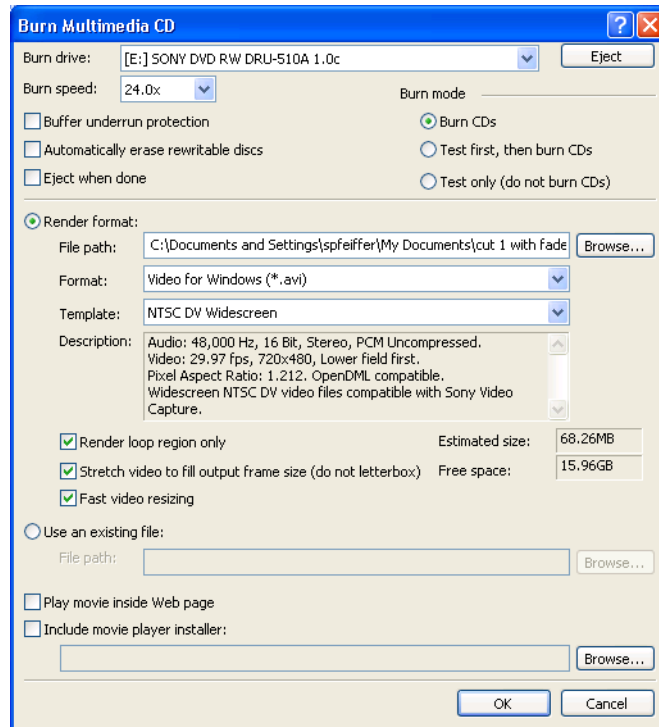 Burn Multimedia CD
Burn drive: [E:] SONY DVD RW DRU-510A 1.0c Eject
Burn speed: 24.0x
Burn mode
Buffer underrun protection
Burn CDs
Automatically erase rewritable discs
Test first, then burn CDs
Eject when done
Test only (do not burn CDs)
Render format:
File path: C:\Documents and Settings\spfeiffer\My Documents\cut 1 with fade Browse...
Format: Video for Windows (*.avi)
Template: NTSC DV Widescreen
Description: Audio: 48,000 Hz, 16 Bit, Stereo, PCM Uncompressed.
Video: 29.97 fps, 720x480, Lower field first.
Pixel Aspect Ratio: 1.212. OpenDML compatible.
Widescreen NTSC DV video files compatible with Sony Video
Capture.
Render loop region only
Estimated size: 68.26MB
Stretch video to fill output frame size (do not letterbox)
Free space: 15.96GB
Fast video resizing
Use an existing file:
File path: Browse...
Play movie inside Web page
Include movie player installer:
Browse...
OK Cancel